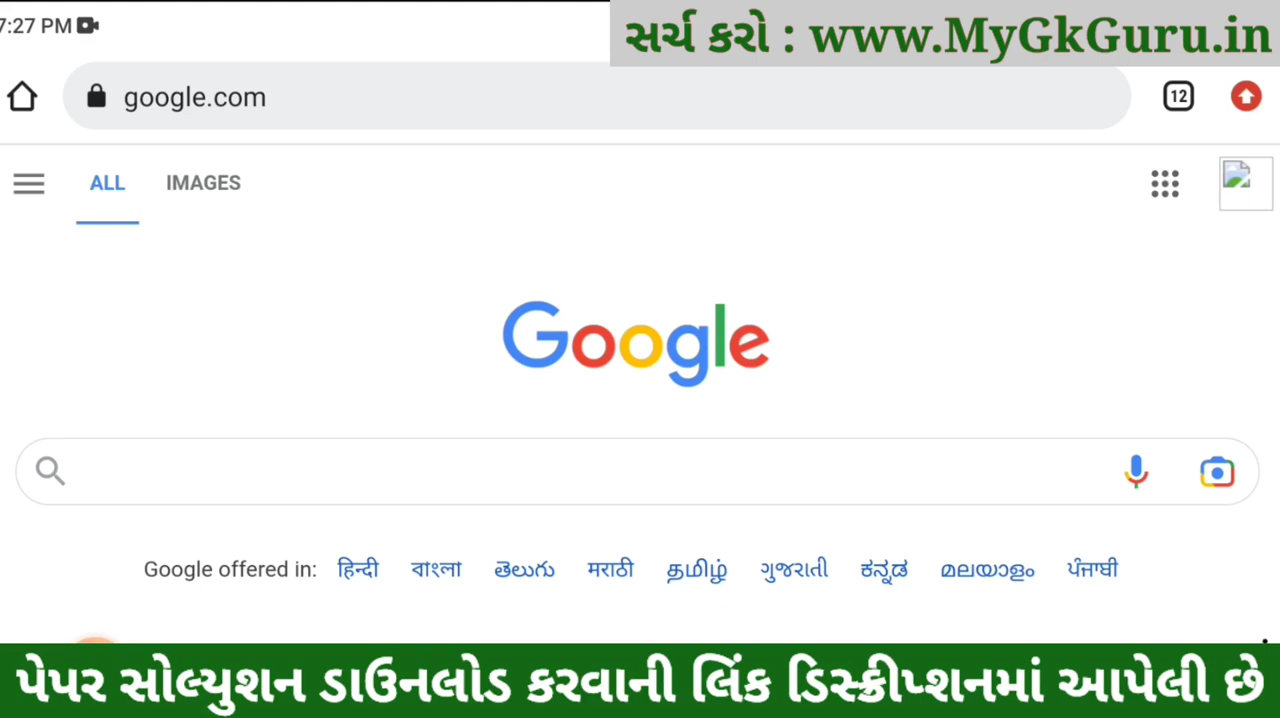 7:27 PM
સર્ચ કરો : www.MyGkGuru.in
google.com
12
ALL IMAGES
Google
Google offered in: हिन्दी বাংলা తెలుగు मराठी தமிழ் ગુજરાતી ಕನ್ನಡ മലയാളം ਪੰਜਾਬੀ
પેપર સોલ્યુશન ડાઉનલોડ કરવાની લિંક ડિસ્ક્રીપ્શનમાં આપેલી છે